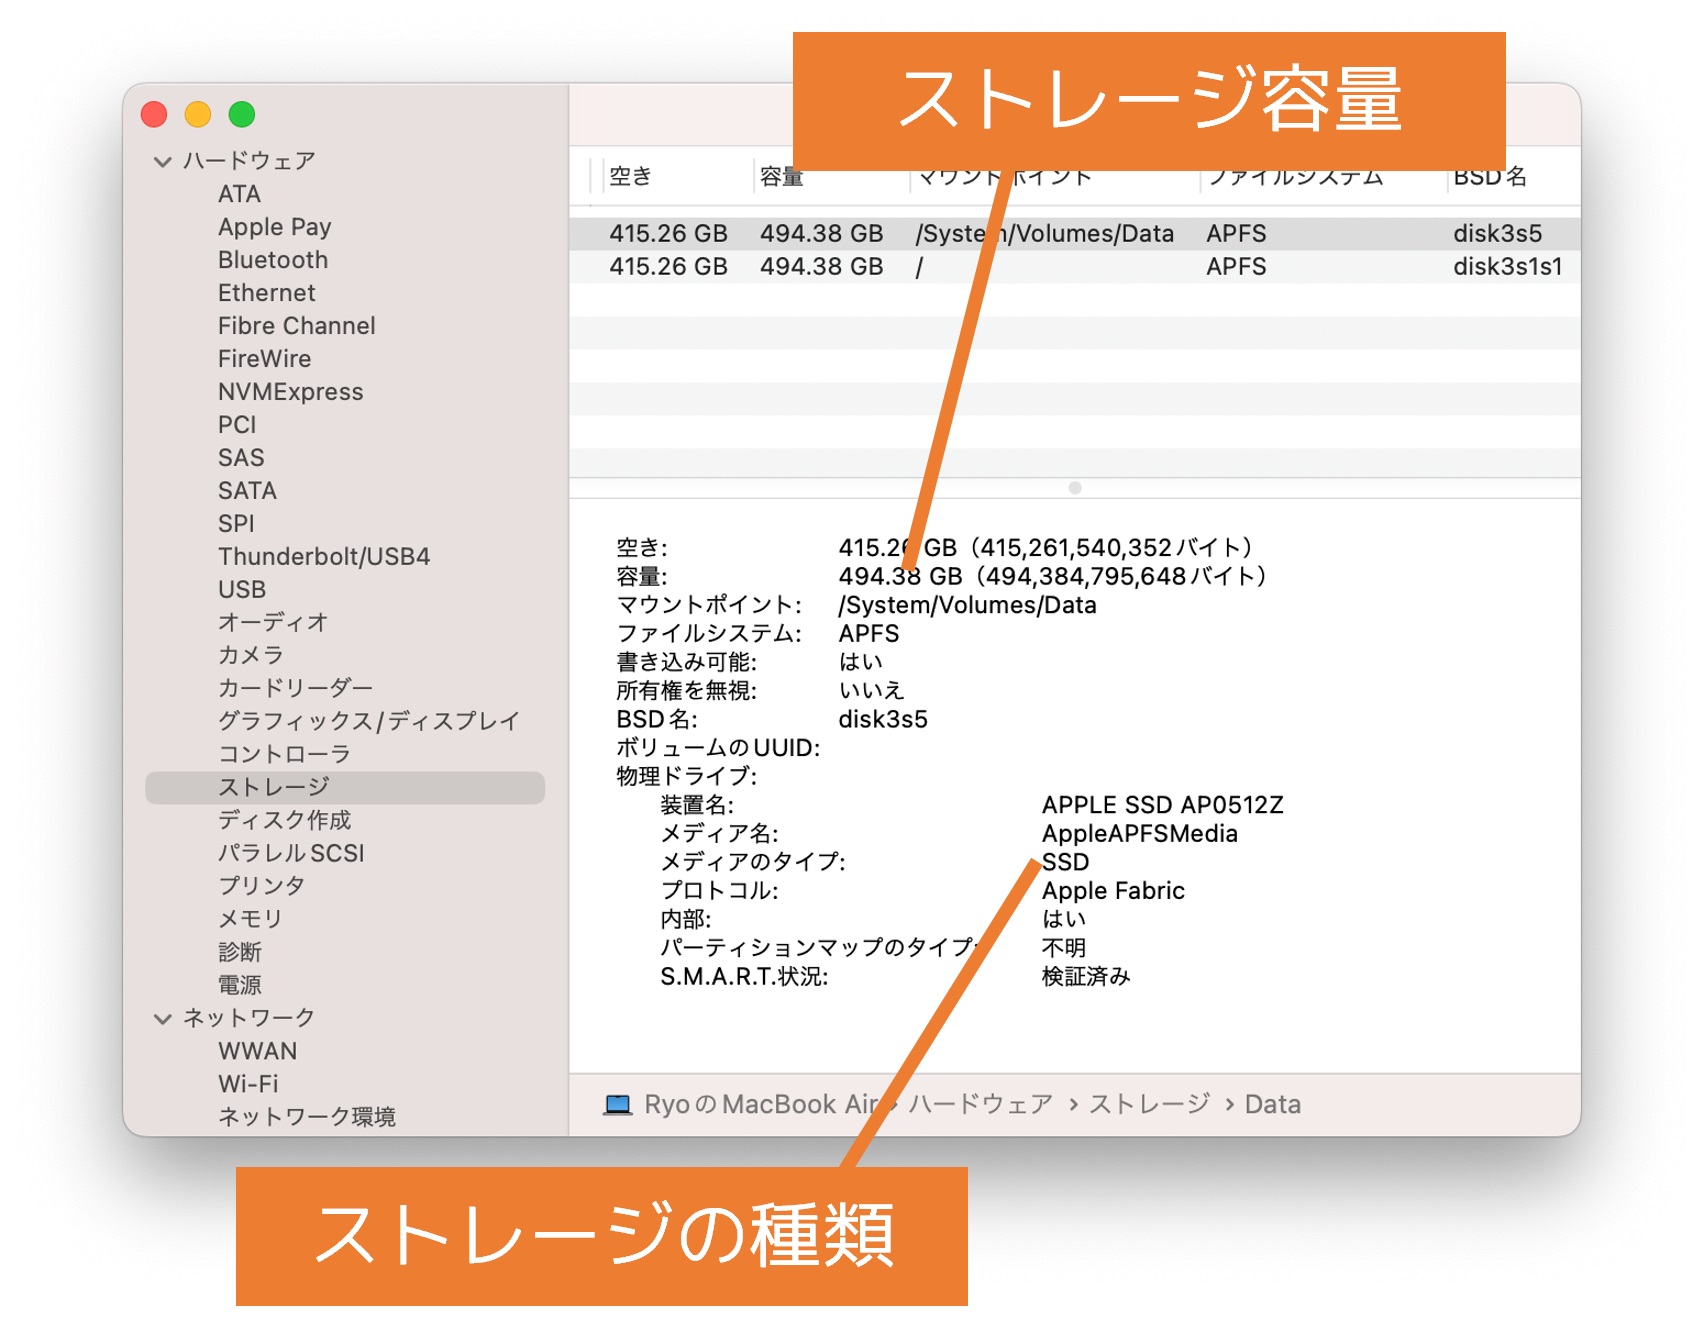 ストレージ容量
ハードウェア
ATA
Apple Pay
Bluetooth
Ethernet
Fibre Channel
FireWire
NVMExpress
PCI
SAS
SATA
SPI
Thunderbolt/USB4
USB
オーディオ
カメラ
カードリーダー
グラフィックス/ディスプレイ
コントローラ
ストレージ
ディスク作成
パラレルSCSI
プリンタ
メモリ
診断
電源
ネットワーク
WWAN
Wi-Fi
ネットワーク環境
空き 容量 マウントポイント ファイルシステム BSD名
415.26 GB 494.38 GB /System/Volumes/Data APFS disk3s5
415.26 GB 494.38 GB / APFS disk3s1s1
空き: 415.26 GB（415,261,540,352バイト）
容量: 494.38 GB（494,384,795,648バイト）
マウントポイント: /System/Volumes/Data
ファイルシステム: APFS
書き込み可能: はい
所有権を無視: いいえ
BSD名: disk3s5
ボリュームのUUID:
物理ドライブ:
装置名: APPLE SSD AP0512Z
メディア名: AppleAPFSMedia
メディアのタイプ: SSD
プロトコル: Apple Fabric
内部: はい
パーティションマップのタイプ: 不明
S.M.A.R.T.状況: 検証済み
RyoのMacBook Air › ハードウェア › ストレージ › Data
ストレージの種類